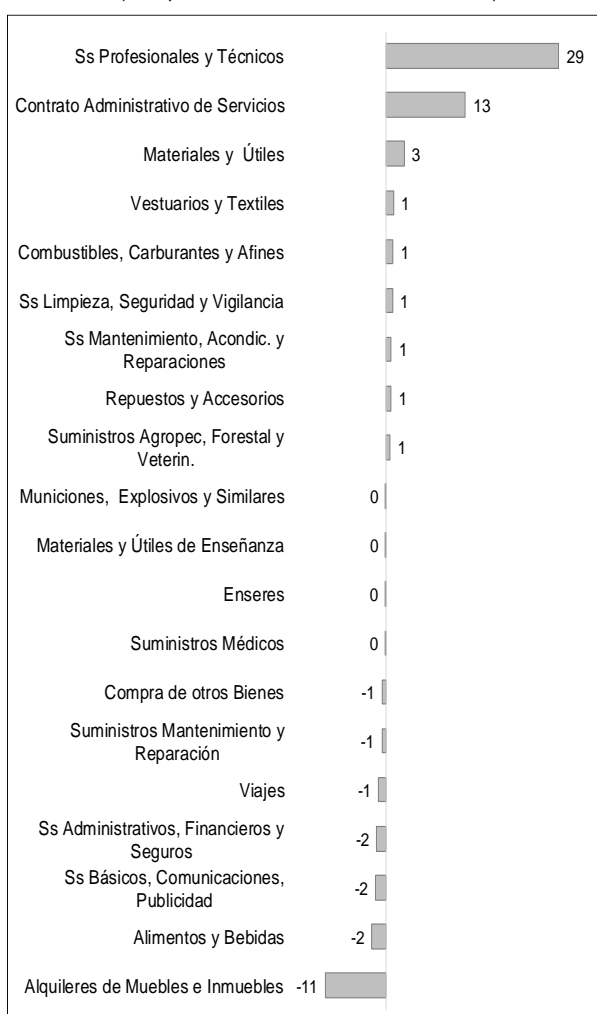 Ss Profesionales y Técnicos 29
Contrato Administrativo de Servicios 13
Materiales y Útiles 3
Vestuarios y Textiles 1
Combustibles, Carburantes y Afines 1
Ss Limpieza, Seguridad y Vigilancia 1
Ss Mantenimiento, Acondic. y
Reparaciones 1
Repuestos y Accesorios 1
Suministros Agropec, Forestal y
Veterin. 1
Municiones, Explosivos y Similares 0
Materiales y Útiles de Enseñanza 0
Enseres 0
Suministros Médicos 0
Compra de otros Bienes -1
Suministros Mantenimiento y
Reparación -1
Viajes -1
Ss Administrativos, Financieros y
Seguros -2
Ss Básicos, Comunicaciones,
Publicidad -2
Alimentos y Bebidas -2
Alquileres de Muebles e Inmuebles -11